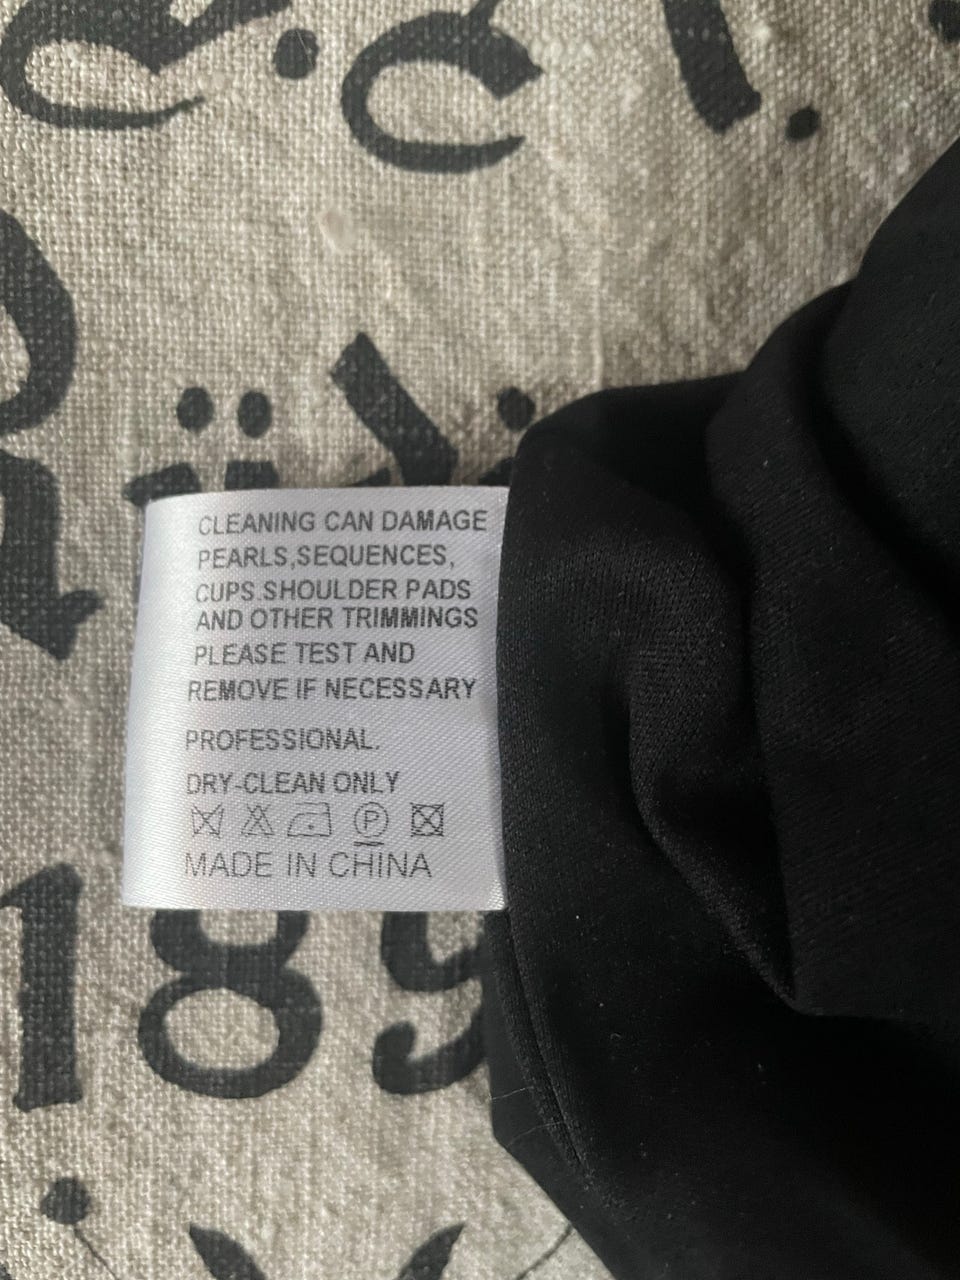 CLEANING CAN DAMAGE
PEARLS,SEQUENCES,
CUPS.SHOULDER PADS
AND OTHER TRIMMINGS
PLEASE TEST AND
REMOVE IF NECESSARY
PROFESSIONAL.
DRY-CLEAN ONLY
P
MADE IN CHINA
189